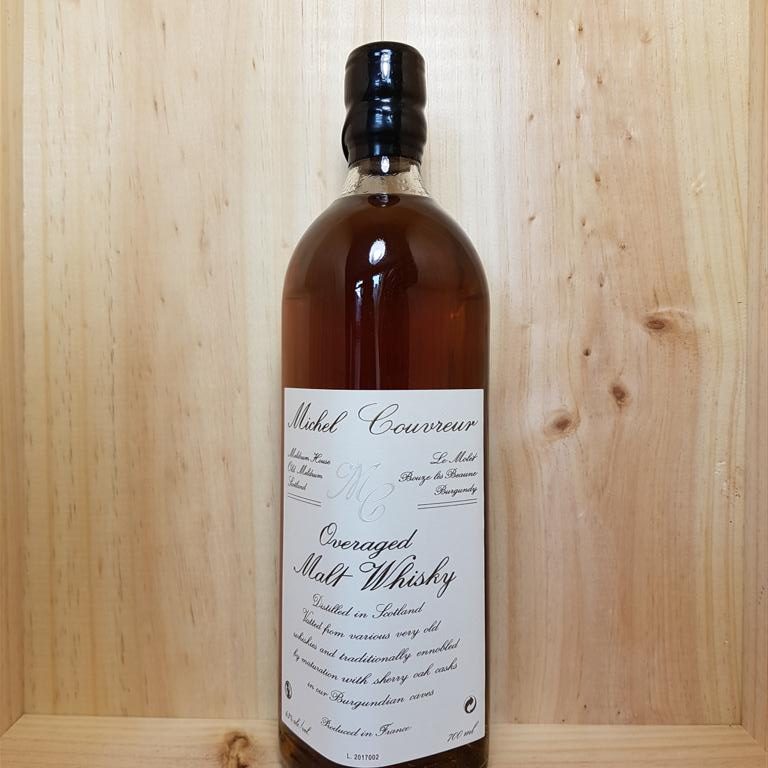 Michel Couvreur
Meldrum House
Old Meldrum
Scotland
MC
Le Molet
Bouze lès Beaune
Burgundy
Overaged
Malt Whisky
Distilled in Scotland
Vatted from various very old
whiskies and traditionally ennobled
by maturation with sherry oak casks
in our Burgundian caves
Produced in France
700 ml
L. 2017002